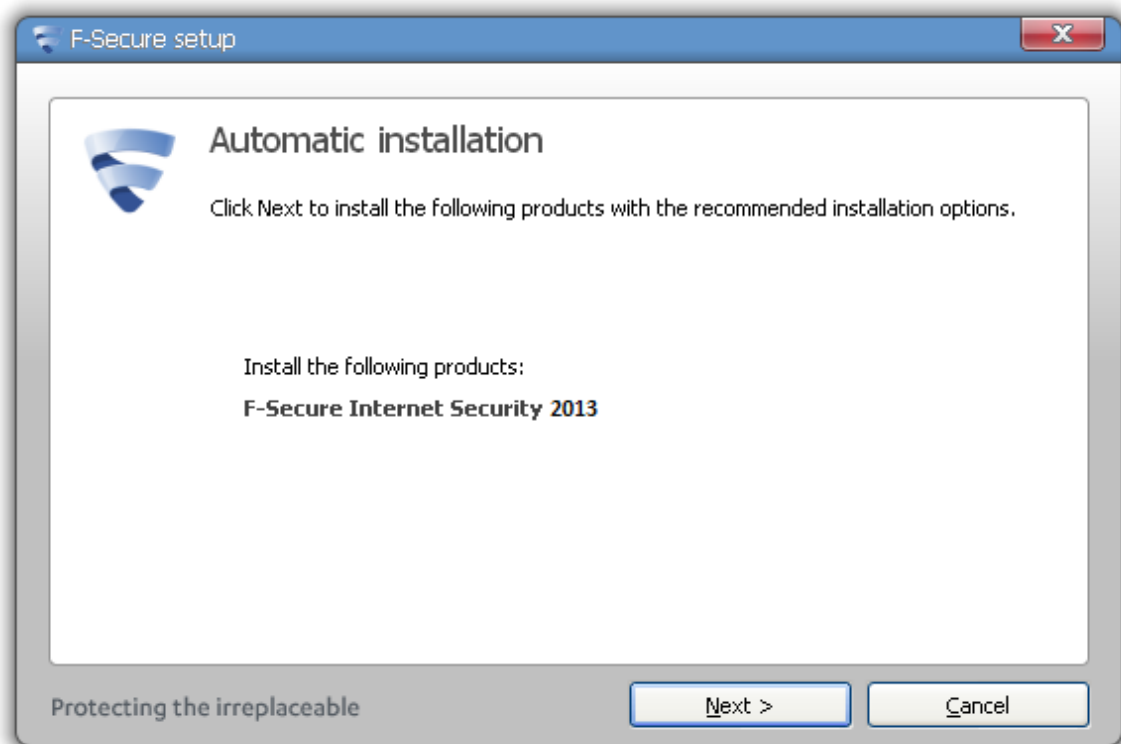 F-Secure setup
X
Automatic installation
Click Next to install the following products with the recommended installation options.
Install the following products:
F-Secure Internet Security 2013
Protecting the irreplaceable
Next >
Cancel